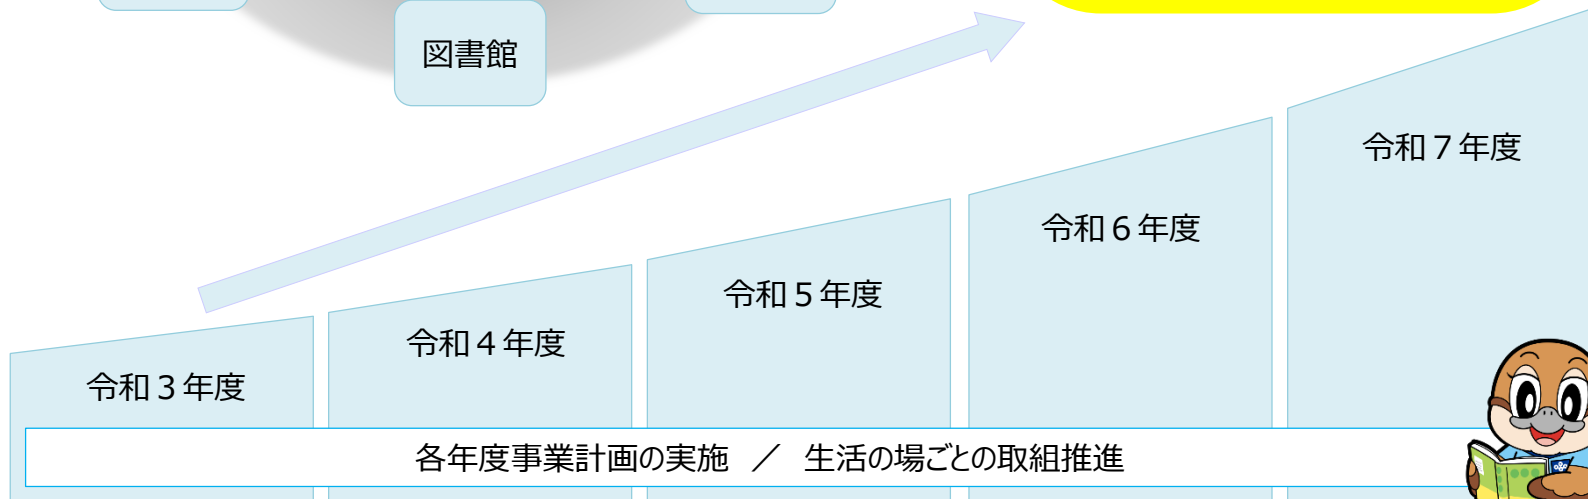 図書館
令和７年度
令和６年度
令和５年度
令和４年度
令和３年度
各年度事業計画の実施　／　生活の場ごとの取組推進